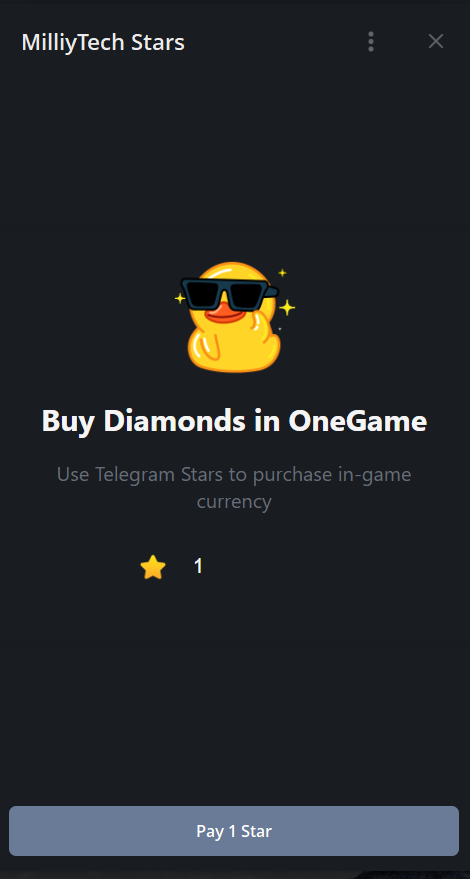 MilliyTech Stars
Buy Diamonds in OneGame
Use Telegram Stars to purchase in-game
currency
1
Pay 1 Star